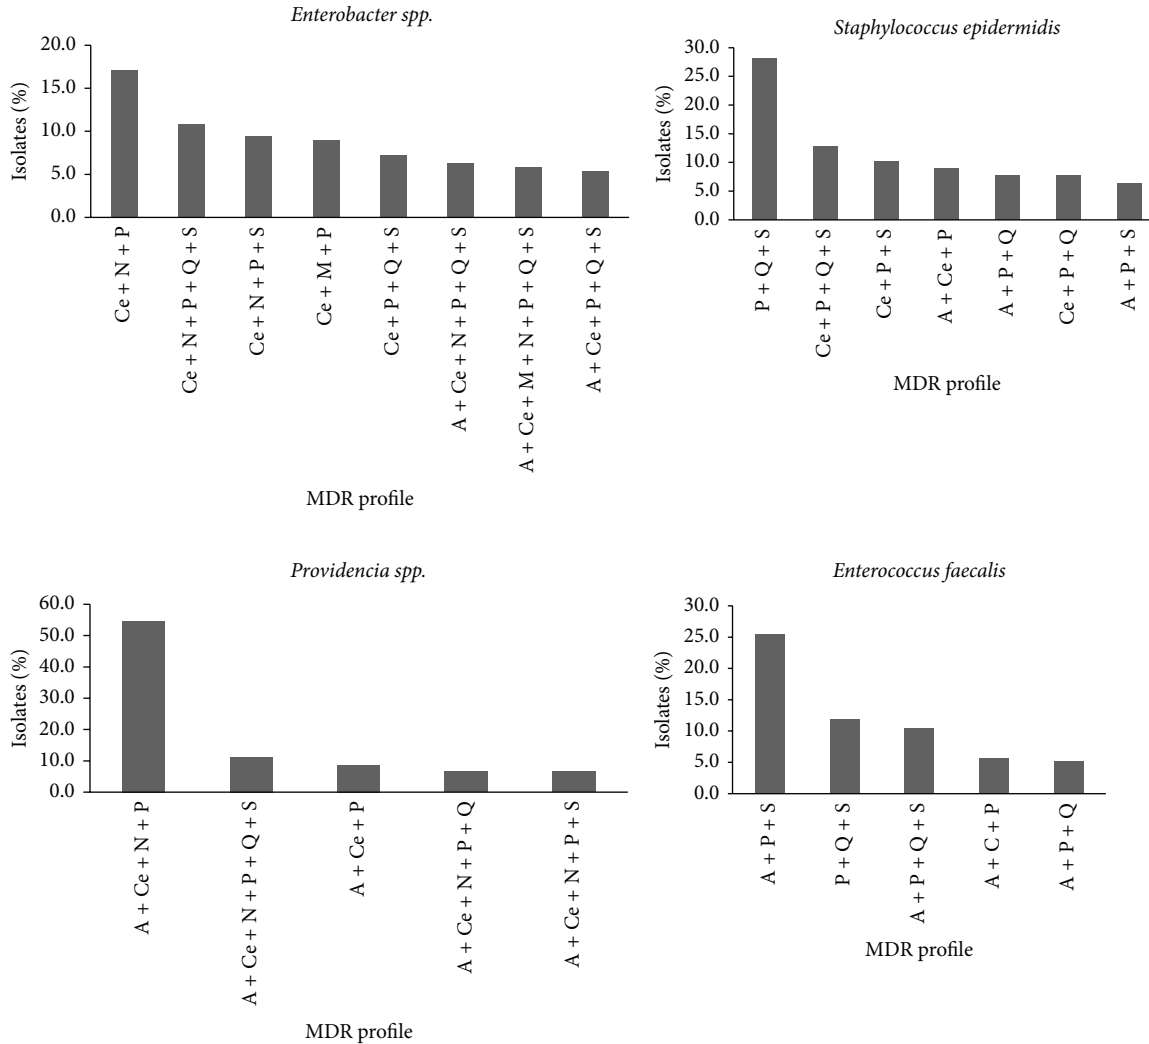 Enterobacter spp.
Isolates (%)
20.0
15.0
10.0
5.0
0.0
Ce + N + P
Ce + N + P + Q + S
Ce + N + P + S
Ce + M + P
Ce + P + Q + S
A + Ce + N + P + Q + S
A + Ce + M + N + P + Q + S
A + Ce + P + Q + S
MDR profile
Staphylococcus epidermidis
Isolates (%)
30.0
25.0
20.0
15.0
10.0
5.0
0.0
P + Q + S
Ce + P + Q + S
Ce + P + S
A + Ce + P
A + P + Q
Ce + P + Q
A + P + S
MDR profile
Providencia spp.
Isolates (%)
60.0
50.0
40.0
30.0
20.0
10.0
0.0
A + Ce + N + P
A + Ce + N + P + Q + S
A + Ce + P
A + Ce + N + P + Q
A + Ce + N + P + S
MDR profile
Enterococcus faecalis
Isolates (%)
30.0
25.0
20.0
15.0
10.0
5.0
0.0
A + P + S
P + Q + S
A + P + Q + S
A + C + P
A + P + Q
MDR profile